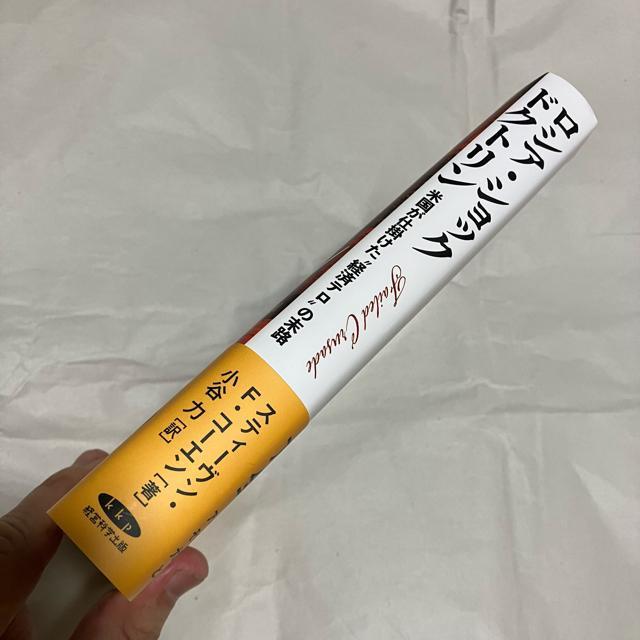 ロシア・ショック
ドクトリン
米国が仕掛けた“経済テロ”の末路
Failed Crusade
スティーヴン・
F・コーエン[著]
小谷 力[訳]
kkp
経営科学出版